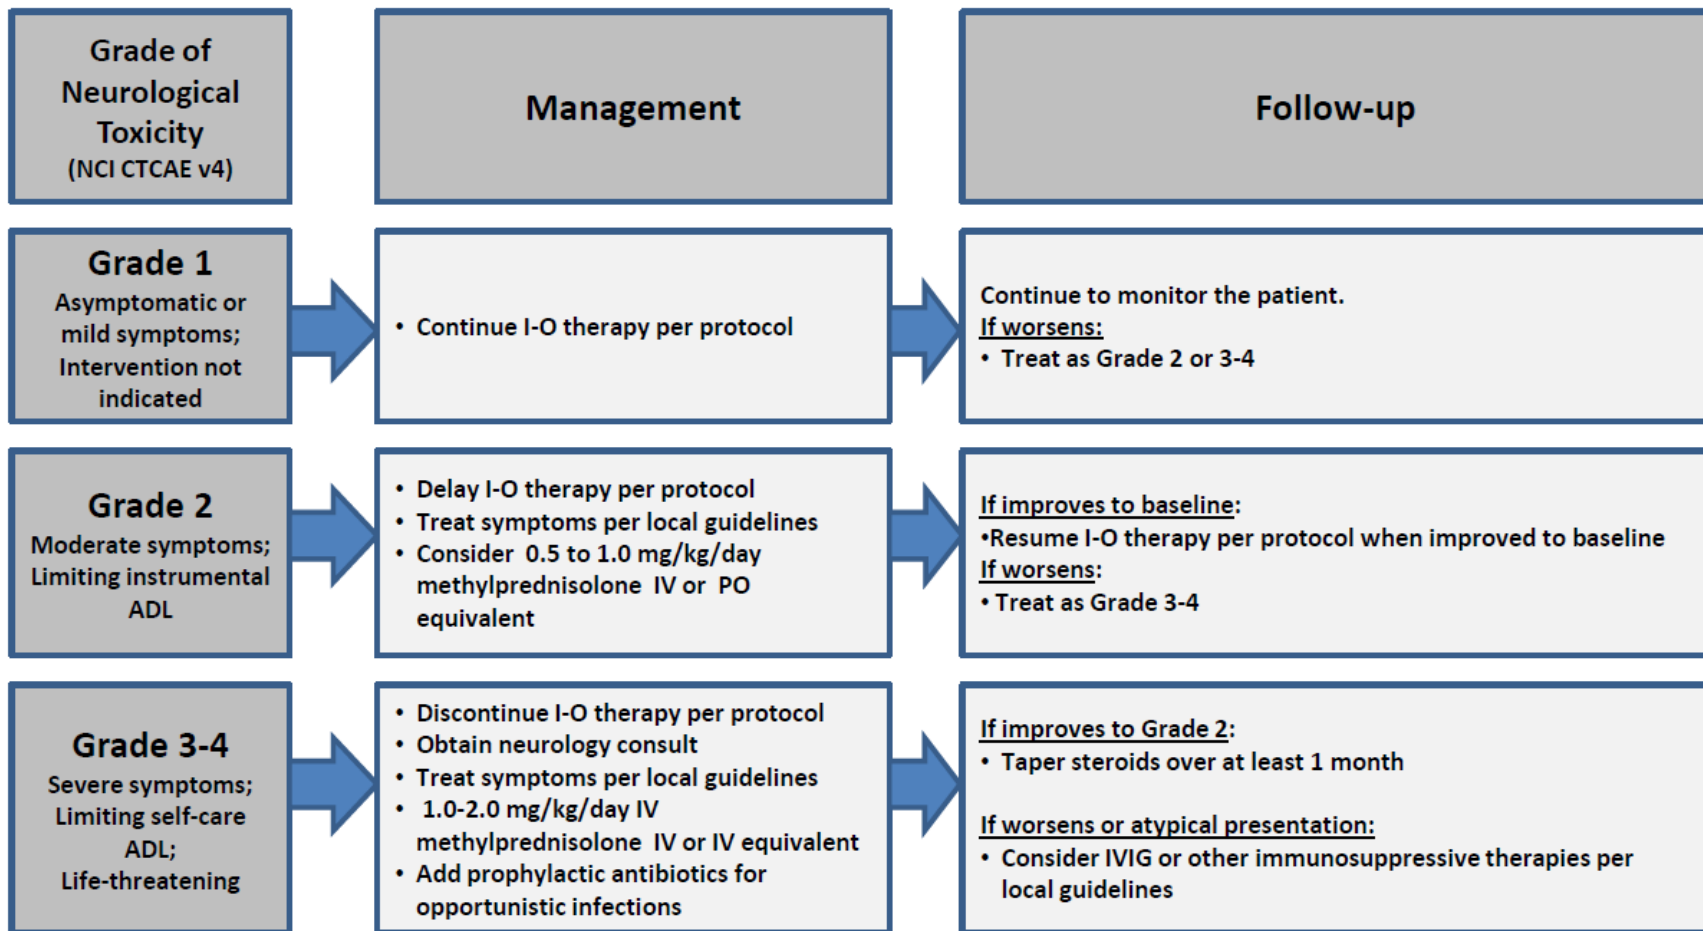 Grade of
Neurological
Toxicity
(NCI CTCAE v4)
Management
Follow-up
Grade 1
Asymptomatic or
mild symptoms;
Intervention not
indicated
• Continue I-O therapy per protocol
Continue to monitor the patient.
If worsens:
• Treat as Grade 2 or 3-4
Grade 2
Moderate symptoms;
Limiting instrumental
ADL
• Delay I-O therapy per protocol
• Treat symptoms per local guidelines
• Consider 0.5 to 1.0 mg/kg/day
methylprednisolone IV or PO
equivalent
If improves to baseline:
•Resume I-O therapy per protocol when improved to baseline
If worsens:
• Treat as Grade 3-4
Grade 3-4
Severe symptoms;
Limiting self-care
ADL;
Life-threatening
• Discontinue I-O therapy per protocol
• Obtain neurology consult
• Treat symptoms per local guidelines
• 1.0-2.0 mg/kg/day IV
methylprednisolone IV or IV equivalent
• Add prophylactic antibiotics for
opportunistic infections
If improves to Grade 2:
• Taper steroids over at least 1 month
If worsens or atypical presentation:
• Consider IVIG or other immunosuppressive therapies per
local guidelines